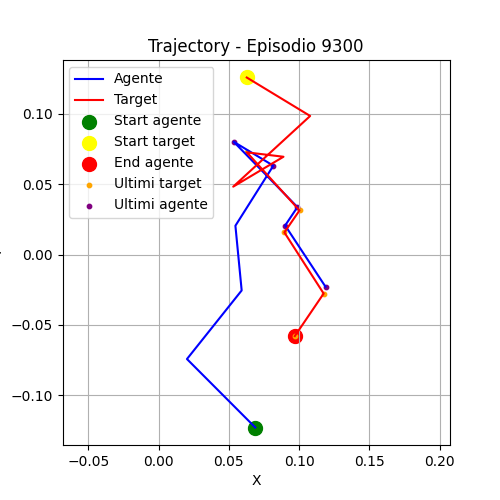 Trajectory - Episodio 9300
Agente
Target
Start agente
Start target
End agente
Ultimi target
Ultimi agente
0.10
0.05
0.00
−0.05
−0.10
−0.05
0.00
0.05
0.10
0.15
0.20
X